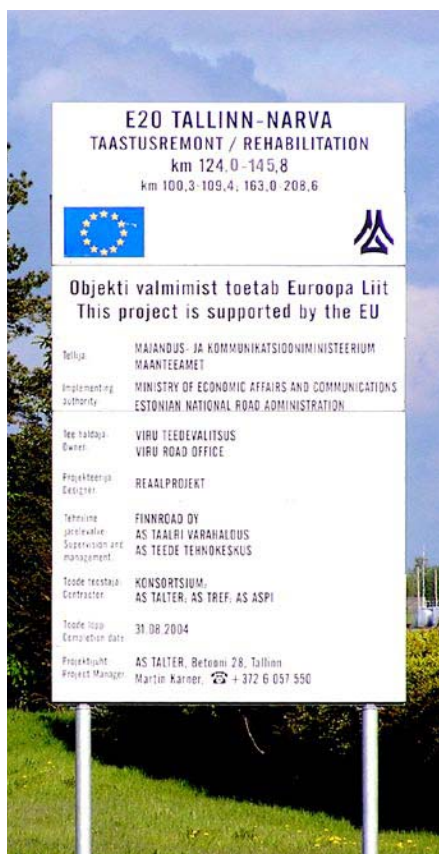 E20 TALLINN-NARVA
TAASTUSREMONT / REHABILITATION
km 124,0-145,8
km 100,3-109,4; 163,0-208,6
Objekti valmimist toetab Euroopa Liit
This project is supported by the EU
Tellija: MAJANDUS- JA KOMMUNIKATSIOONIMINISTEERIUM
MAANTEEAMET
Implementing authority: MINISTRY OF ECONOMIC AFFAIRS AND COMMUNICATIONS
ESTONIAN NATIONAL ROAD ADMINISTRATION
Tee haldaja: VIRU TEEDEVALITSUS
Owner: VIRU ROAD OFFICE
Projekteerija:
Designer: REAALPROJEKT
Tehniline järelevalve:
Supervision and management:
FINNROAD OY
AS TAALRI VARAHALDUS
AS TEEDE TEHNOKESKUS
Tööde teostaja: KONSORTSIUM:
Contractor: AS TALTER; AS TREF; AS ASPI
Tööde lõpp:
Completion date: 31.08.2004
Projektijuht: AS TALTER, Betooni 28, Tallinn
Project Manager: Martin Karner, ☎ +372 6 057 550